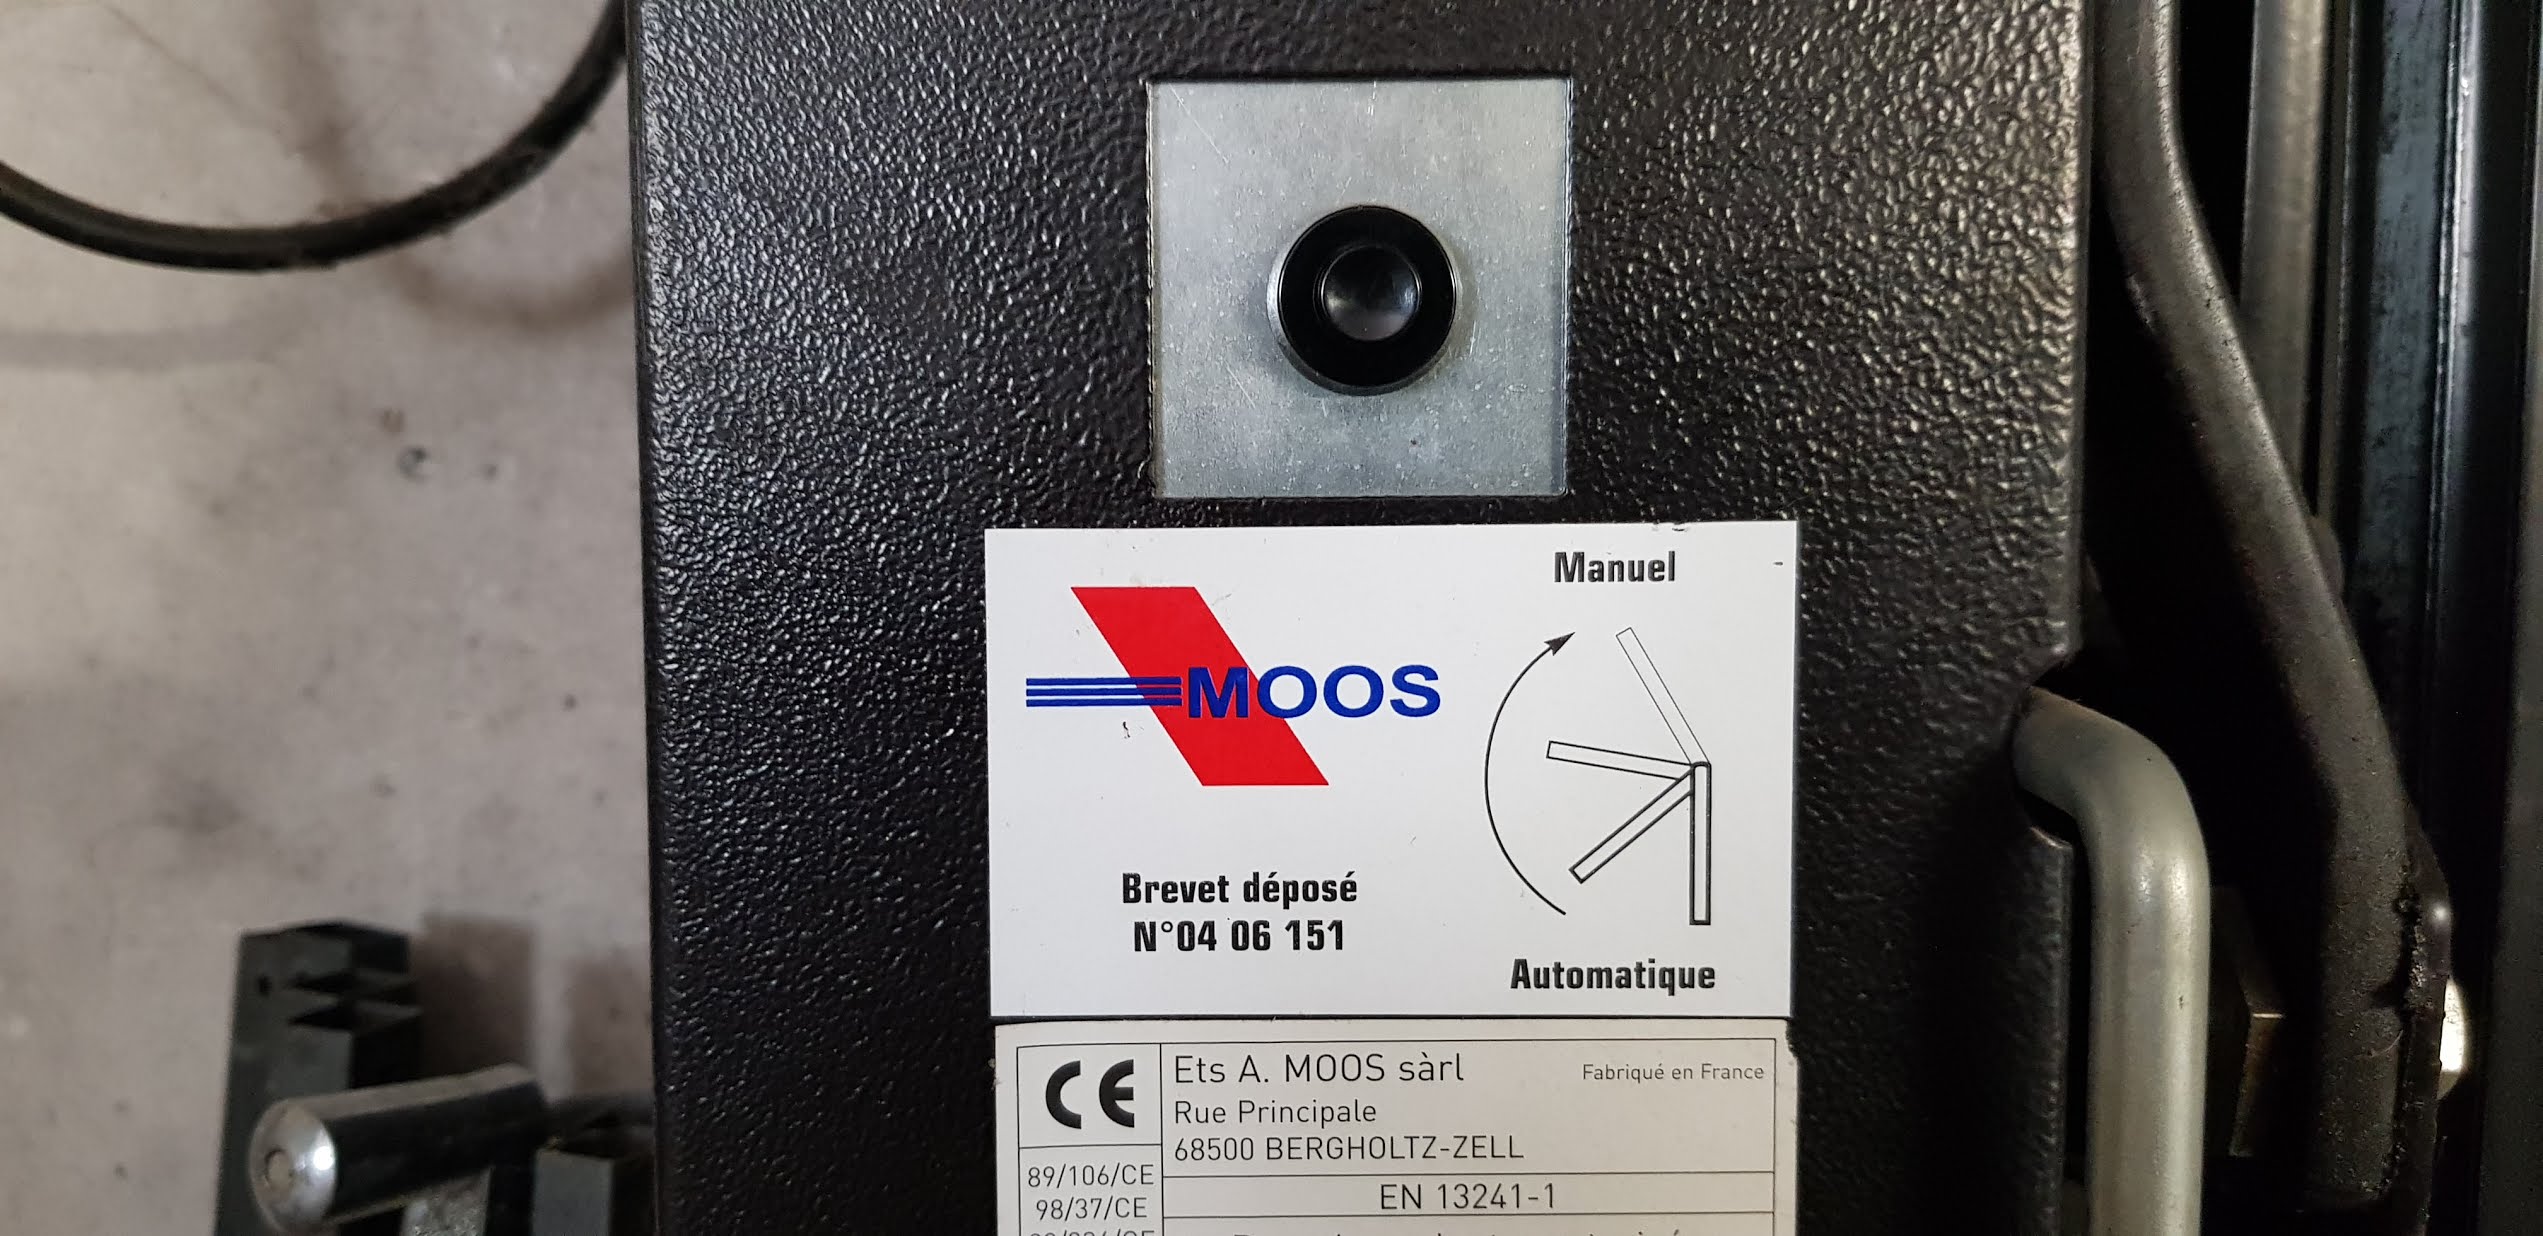 Manuel
MOOS
Brevet déposé
N°04 06 151
Automatique
CE
Ets A. MOOS sàrl
Fabriqué en France
Rue Principale
68500 BERGHOLTZ-ZELL
89/106/CE
98/37/CE
EN 13241-1